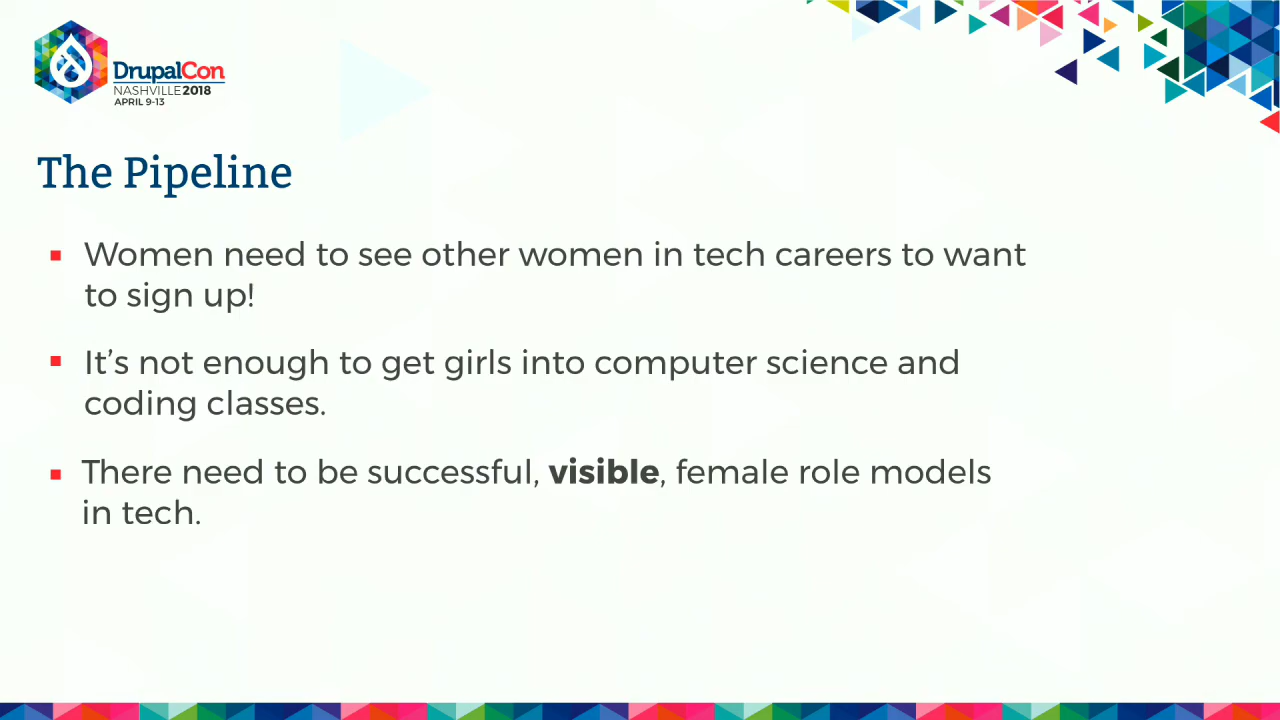 DrupalCon
NASHVILLE 2018
APRIL 9-13
The Pipeline
Women need to see other women in tech careers to want
to sign up!
It’s not enough to get girls into computer science and
coding classes.
There need to be successful, visible, female role models
in tech.